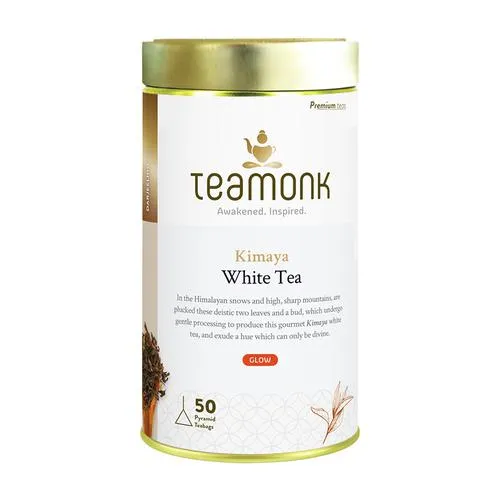 Premium teas
DARJEELING
teamonk
Awakened. Inspired.
Kimaya
White Tea
In the Himalayan snows and high, sharp mountains, are
plucked these deistic two leaves and a bud, which undergo
gentle processing to produce this gourmet Kimaya white
tea, and exude a hue which can only be divine.
GLOW
50
Pyramid
Teabags